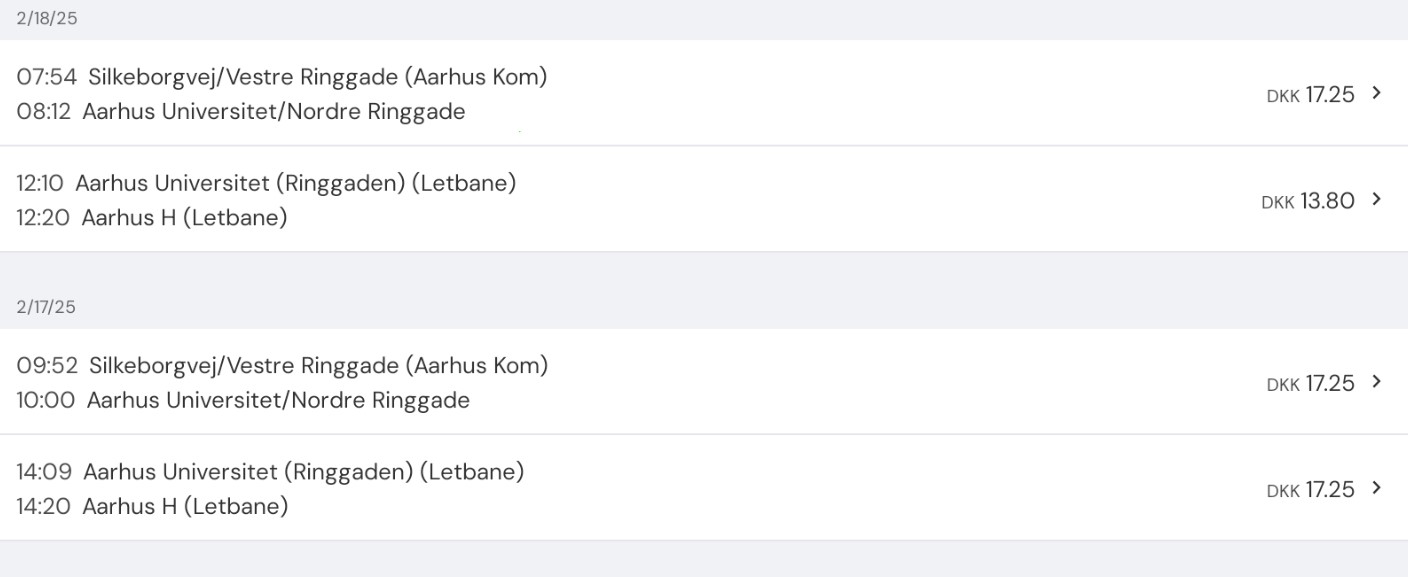 2/18/25
07:54 Silkeborgvej/Vestre Ringgade (Aarhus Kom)
08:12 Aarhus Universitet/Nordre Ringgade
DKK 17.25
12:10 Aarhus Universitet (Ringgaden) (Letbane)
12:20 Aarhus H (Letbane)
DKK 13.80
2/17/25
09:52 Silkeborgvej/Vestre Ringgade (Aarhus Kom)
10:00 Aarhus Universitet/Nordre Ringgade
DKK 17.25
14:09 Aarhus Universitet (Ringgaden) (Letbane)
14:20 Aarhus H (Letbane)
DKK 17.25